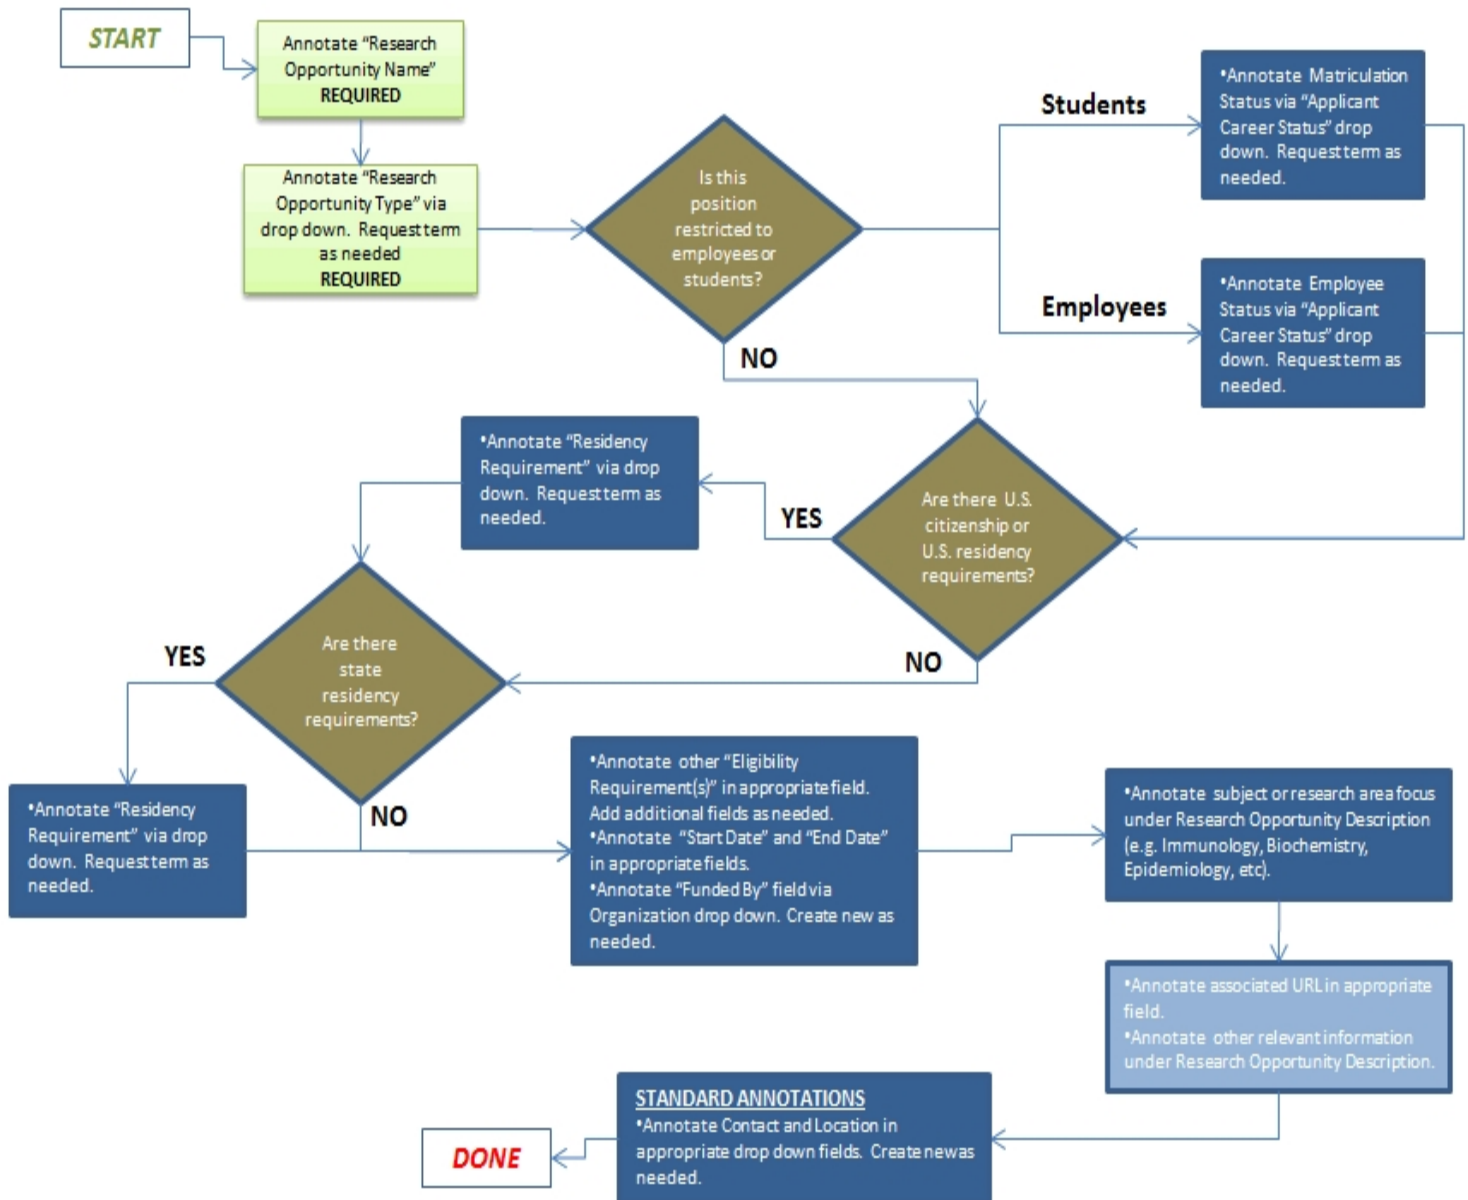 START
Annotate “Research
Opportunity Name”
REQUIRED
Annotate “Research
Opportunity Type” via
drop down. Request term
as needed
REQUIRED
Is this
position
restricted to
employees or
students?
Students
•Annotate Matriculation
Status via “Applicant
Career Status” drop
down. Request term as
needed.
Employees
•Annotate Employee
Status via “Applicant
Career Status” drop
down. Request term as
needed.
NO
Are there U.S.
citizenship or
U.S. residency
requirements?
YES
•Annotate “Residency
Requirement” via drop
down. Request term as
needed.
NO
Are there
state
residency
requirements?
YES
•Annotate “Residency
Requirement” via drop
down. Request term as
needed.
NO
•Annotate other “Eligibility
Requirement(s)” in appropriate field.
Add additional fields as needed.
•Annotate “Start Date” and “End Date”
in appropriate fields.
•Annotate “Funded By” field via
Organization drop down. Create new as
needed.
•Annotate subject or research area focus
under Research Opportunity Description
(e.g. Immunology, Biochemistry,
Epidemiology, etc).
•Annotate associated URL in appropriate
field.
•Annotate other relevant information
under Research Opportunity Description.
STANDARD ANNOTATIONS
•Annotate Contact and Location in
appropriate drop down fields. Create new as
needed.
DONE